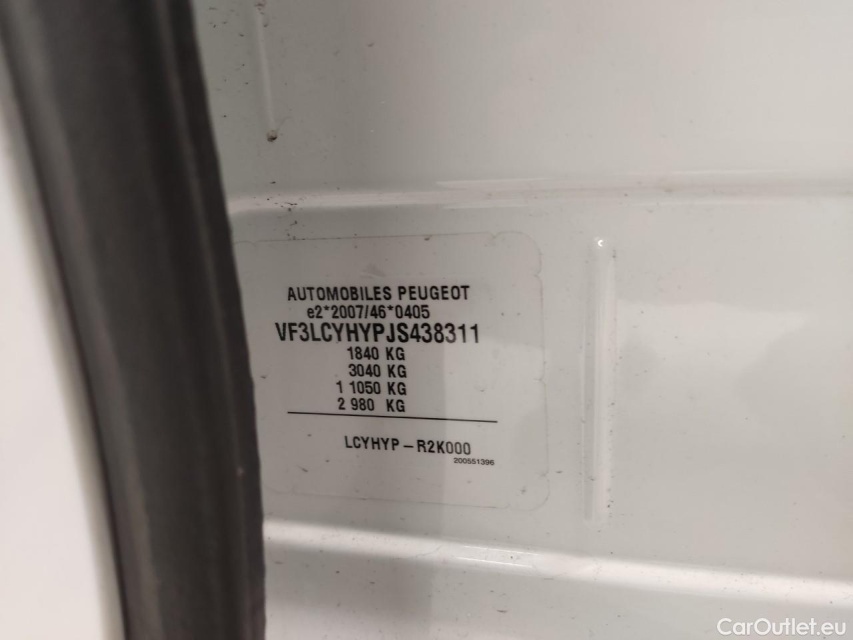 AUTOMOBILES PEUGEOT
e2*2007/46*0405
VF3LCYHYPJS438311
1840 KG
3040 KG
1 1050 KG
2 980 KG
LCYHYP-R2K000
200551396
CarOutlet.eu